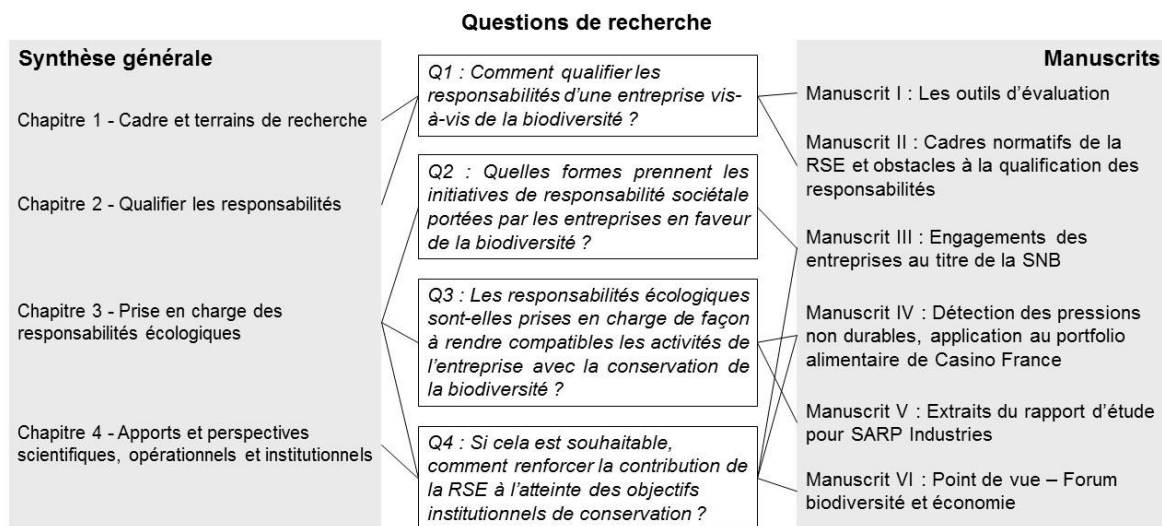 Questions de recherche
Synthèse générale
Chapitre 1 - Cadre et terrains de recherche
Chapitre 2 - Qualifier les responsabilités
Chapitre 3 - Prise en charge des
responsabilités écologiques
Chapitre 4 - Apports et perspectives
scientifiques, opérationnels et institutionnels
Q1 : Comment qualifier les
responsabilités d'une entreprise vis-
à-vis de la biodiversité ?
Q2 : Quelles formes prennent les
initiatives de responsabilité sociétale
portées par les entreprises en faveur
de la biodiversité ?
Q3 : Les responsabilités écologiques
sont-elles prises en charge de façon
à rendre compatibles les activités de
l'entreprise avec la conservation de
la biodiversité ?
Q4 : Si cela est souhaitable,
comment renforcer la contribution de
la RSE à l'atteinte des objectifs
institutionnels de conservation ?
Manuscrits
Manuscrit I : Les outils d'évaluation
Manuscrit II : Cadres normatifs de la
RSE et obstacles à la qualification des
responsabilités
Manuscrit III : Engagements des
entreprises au titre de la SNB
Manuscrit IV : Détection des pressions
non durables, application au portfolio
alimentaire de Casino France
Manuscrit V : Extraits du rapport d'étude
pour SARP Industries
Manuscrit VI : Point de vue – Forum
biodiversité et économie